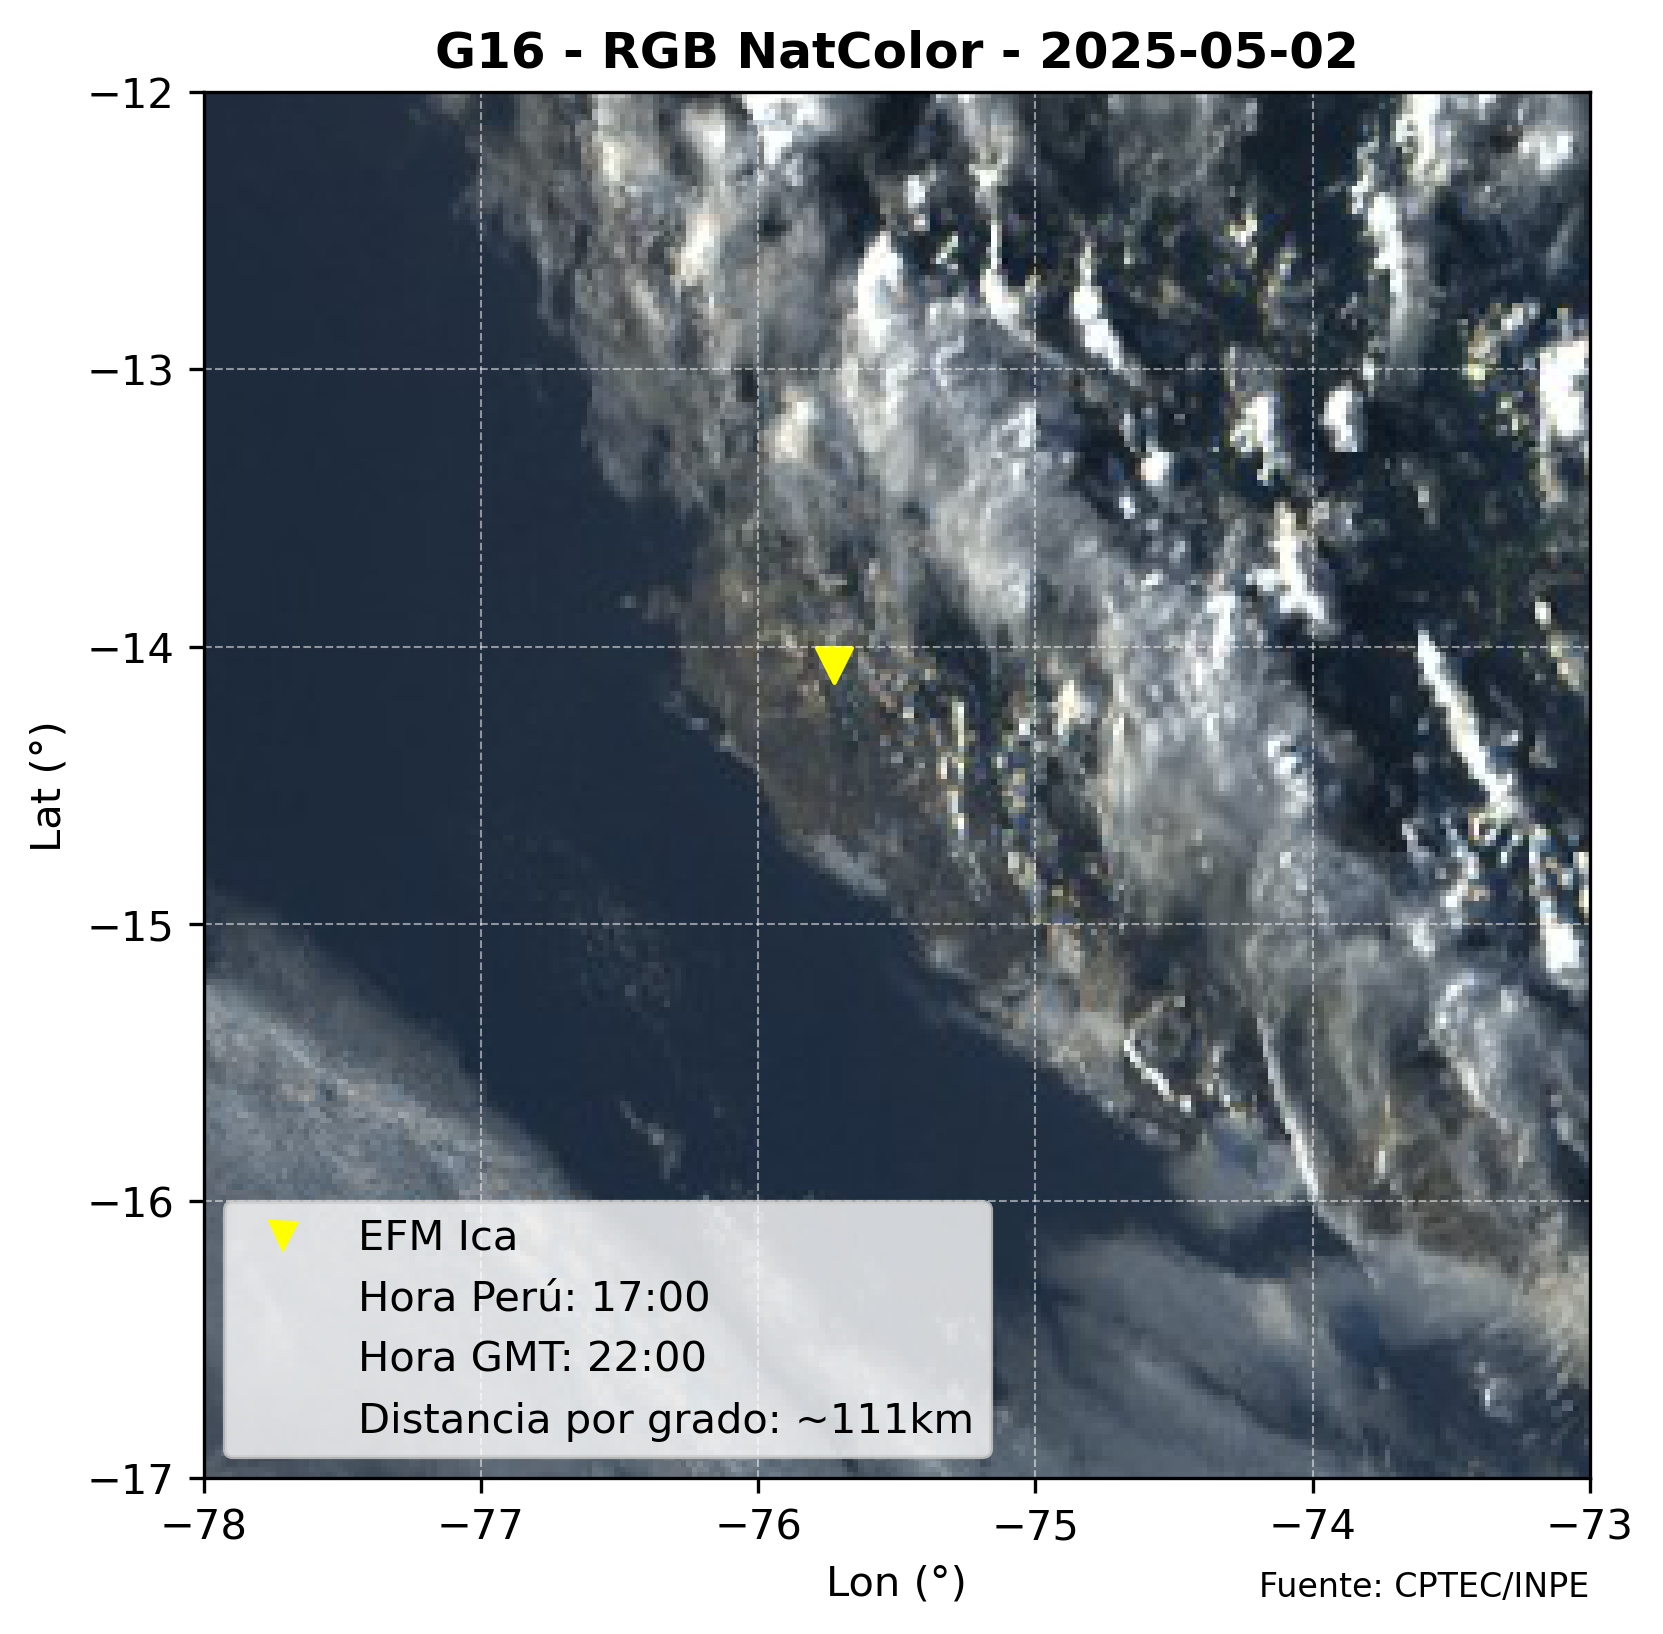 G16 - RGB NatColor - 2025-05-02
−12
−13
−14
−15
−16
−17
Lat (°)
EFM Ica
Hora Perú: 17:00
Hora GMT: 22:00
Distancia por grado: ~111km
−78 −77 −76 −75 −74 −73
Lon (°)
Fuente: CPTEC/INPE